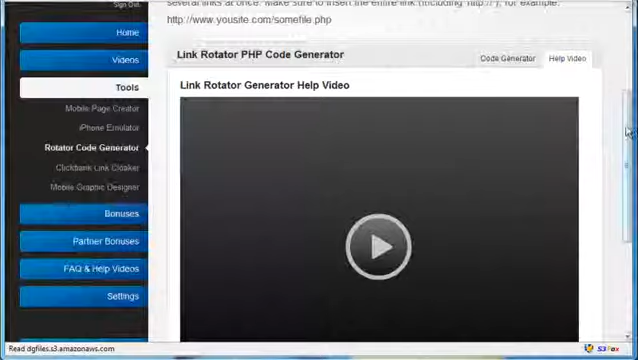 Sign Out.
several links at once. Make sure to insert the entire link (including "http://"), for example:
http://www.yousite.com/somefile.php
Home
Videos
Tools
Mobile Page Creator
iPhone Emulator
Rotator Code Generator
Clickbank Link Cloaker
Mobile Graphic Designer
Bonuses
Partner Bonuses
FAQ & Help Videos
Settings
Link Rotator PHP Code Generator
Code Generator
Help Video
Link Rotator Generator Help Video
Read dgfiles.s3.amazonaws.com
S3Fox